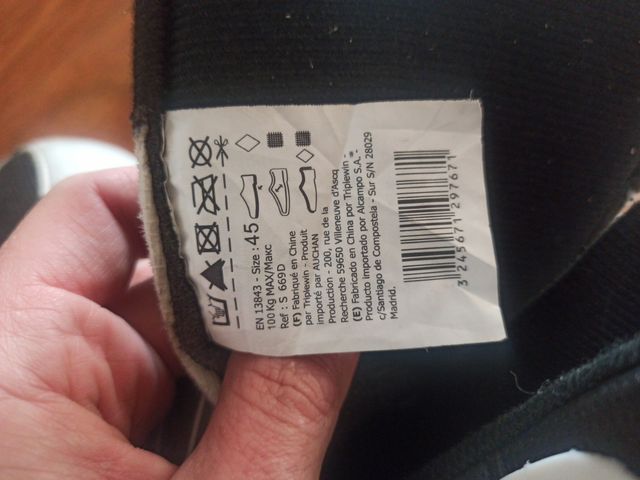 EN 13843 - Size : 45
100 Kg MAX/Макс
Ref : S 669D
(F) Fabriqué en Chine
par Triplewin - Produit
importé par AUCHAN
Production - 200, rue de la
Recherche 59650 Villeneuve d'Ascq
(E) Fabricado en China por Triplewin -
Producto importado por Alcampo S.A. -
c/Santiago de Compostela - Sur S/N 28029
Madrid.
3 245671 297671